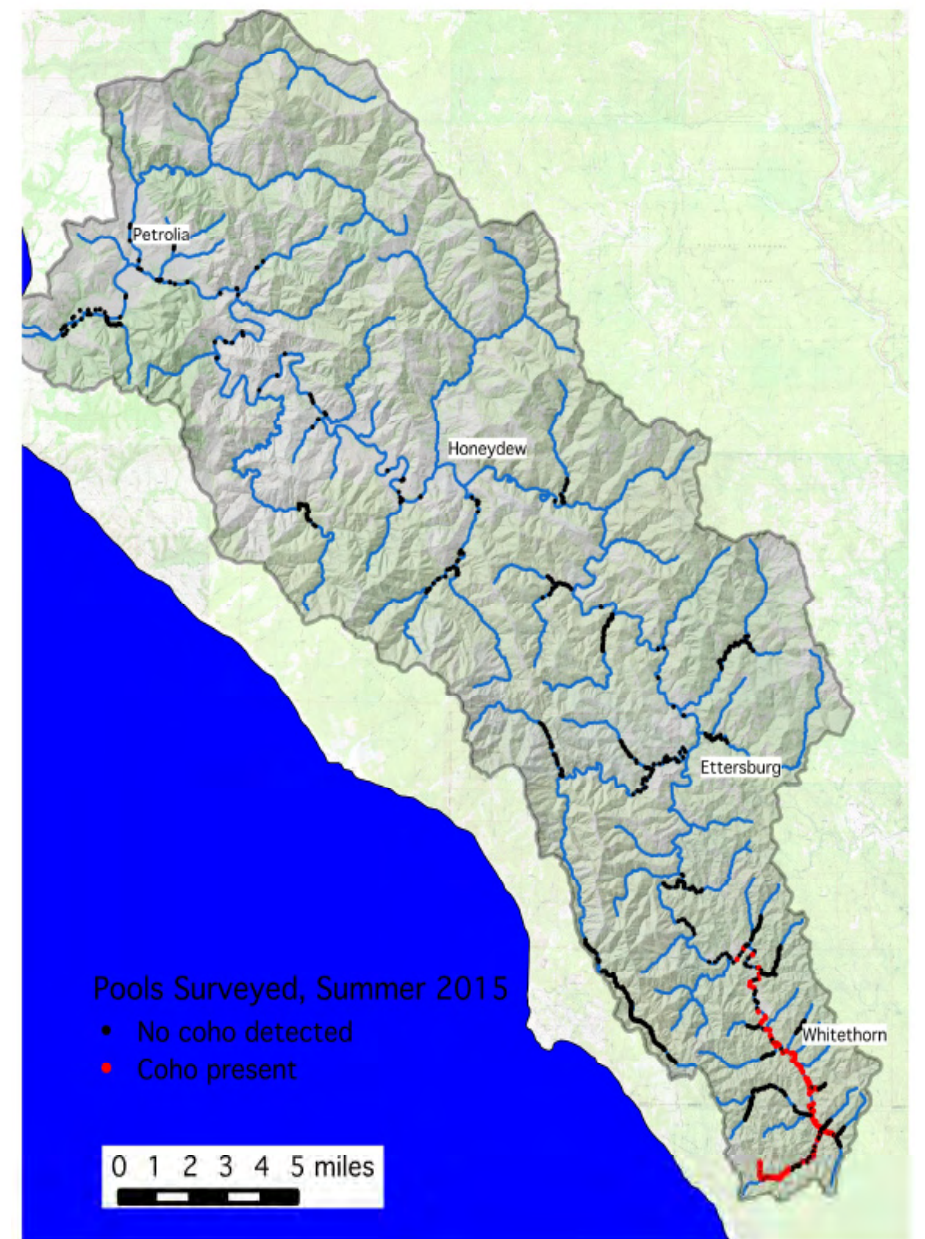 Petrolia
Honeydew
Ettersburg
Pools Surveyed, Summer 2015
No coho detected
Coho present
Whitethorn
0 1 2 3 4 5 miles